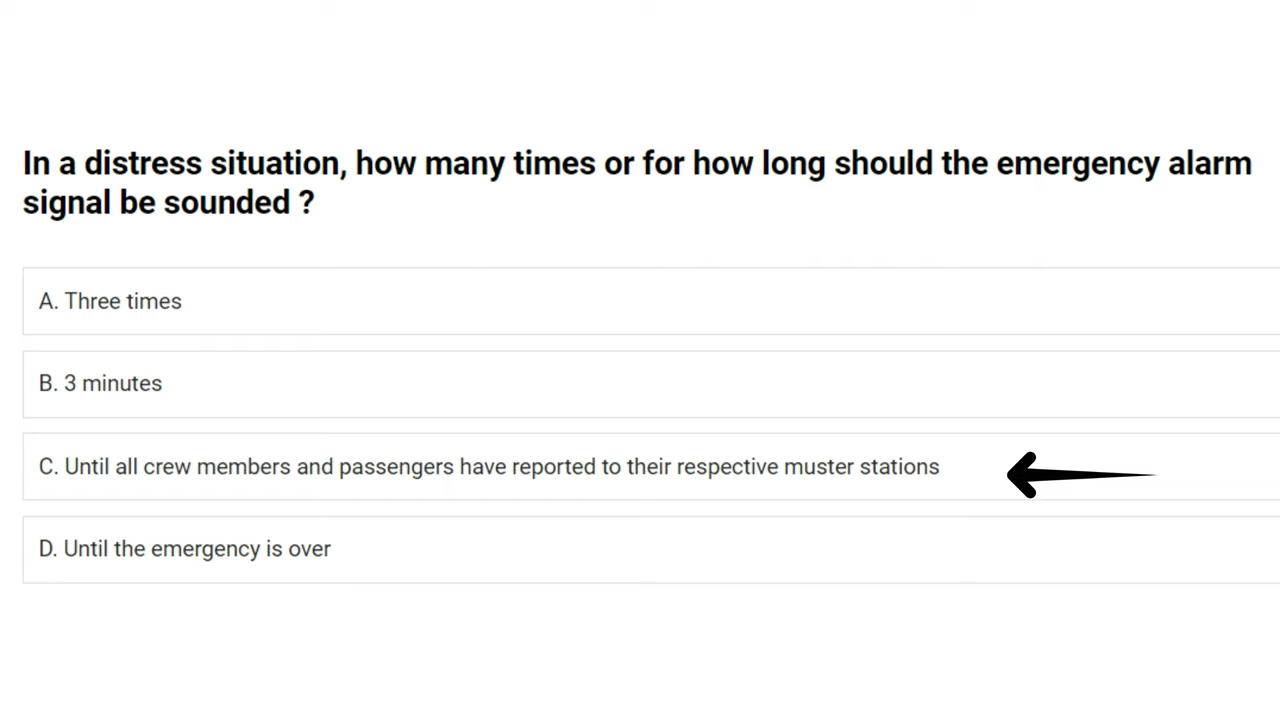 In a distress situation, how many times or for how long should the emergency alarm
signal be sounded ?
A. Three times
B. 3 minutes
C. Until all crew members and passengers have reported to their respective muster stations
D. Until the emergency is over